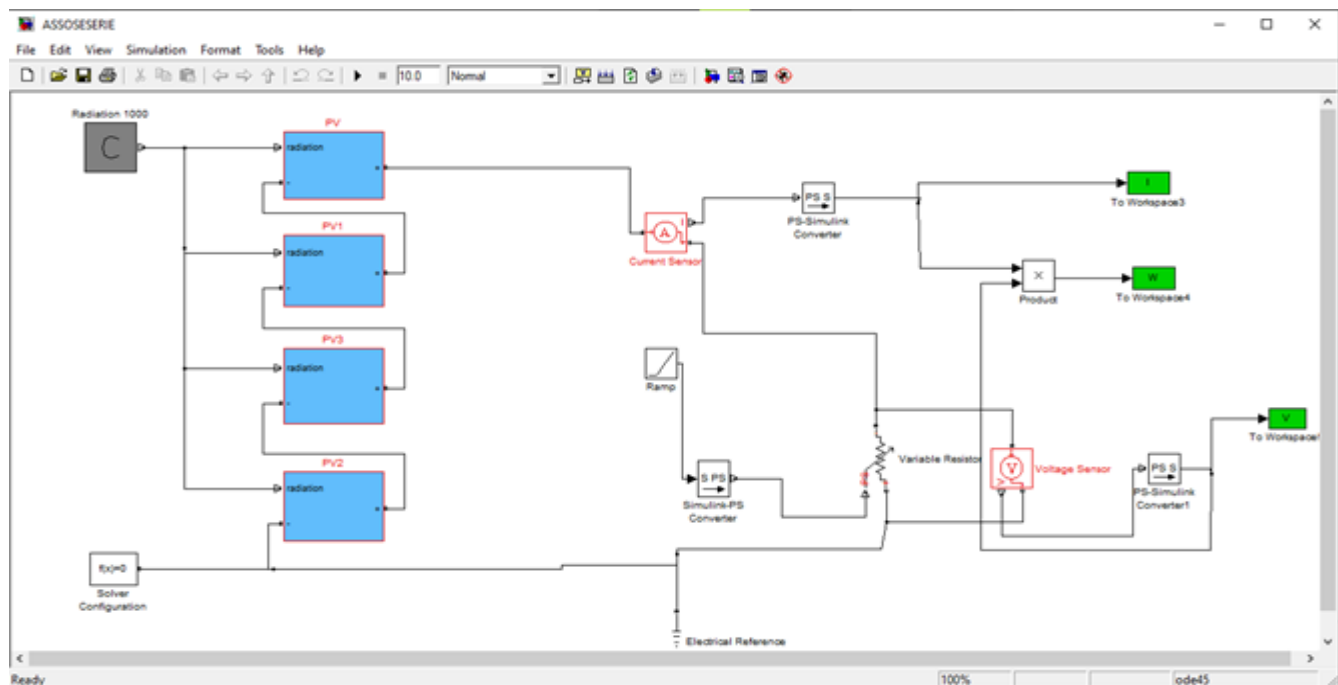 ASSOSESERIE
File Edit View Simulation Format Tools Help
10.0 Normal
Radiation 1000
C
PV
radiation
-
PV1
radiation
-
PV3
radiation
-
PV2
radiation
-
f(x)=0
Solver
Configuration
A
I
Current Sensor
PS S
PS-Simulink
Converter
I
To Workspace3
×
Product
W
To Workspace4
Ramp
S PS
Simulink-PS
Converter
PS
Variable Resistor
V
V
Voltage Sensor
PS S
PS-Simulink
Converter1
V
To Workspace
Electrical Reference
Ready
100%
ode45